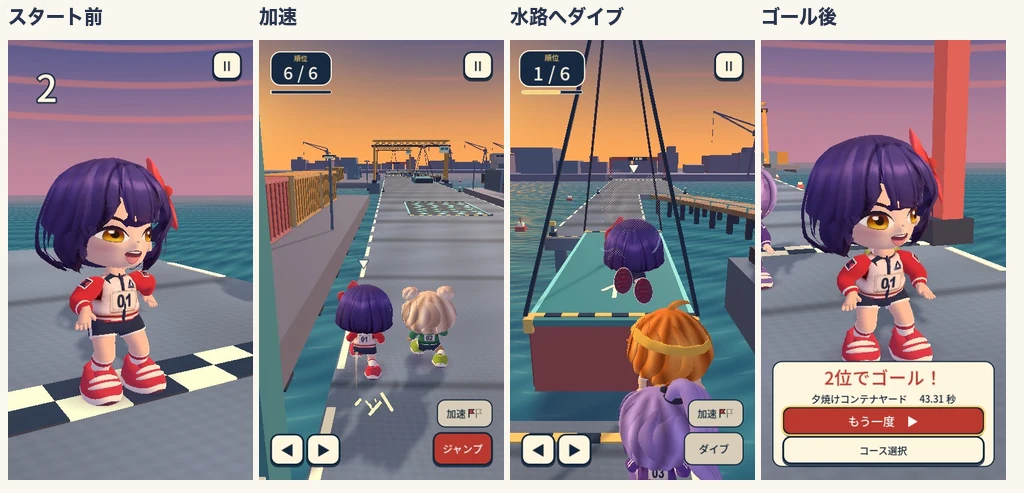 スタート前
2
01
加速
順位
6 / 6
01
02
加速
ジャンプ
水路へダイブ
順位
1 / 6
加速
ダイブ
03
ゴール後
01
2位でゴール！
夕焼けコンテナヤード 43.31 秒
もう一度 ▶
コース選択